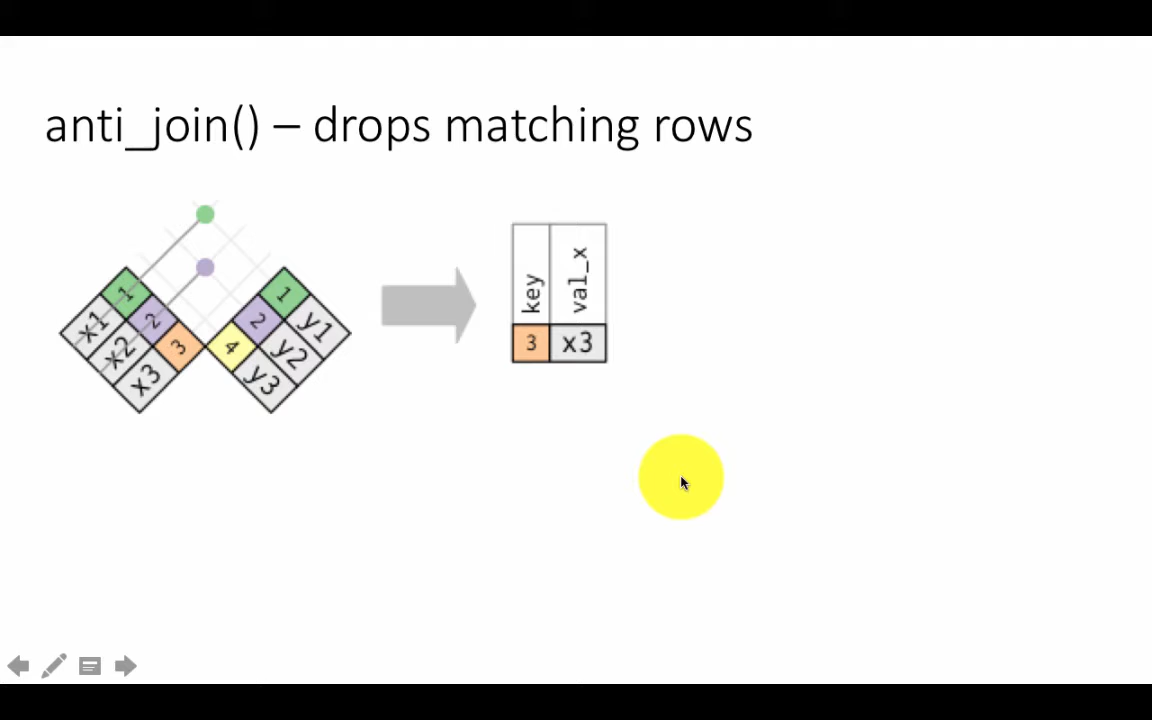 anti_join() – drops matching rows
1 2 3
x1 x2 x3
1 2 4
y1 y2 y3
key val_x
3 x3